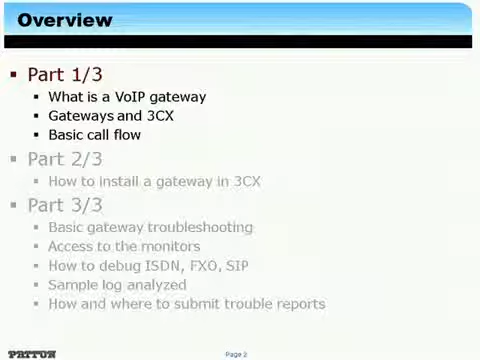 Overview
Part 1/3
What is a VoIP gateway
Gateways and 3CX
Basic call flow
Part 2/3
How to install a gateway in 3CX
Part 3/3
Basic gateway troubleshooting
Access to the monitors
How to debug ISDN, FXO, SIP
Sample log analyzed
How and where to submit trouble reports
PATTON
Page 2